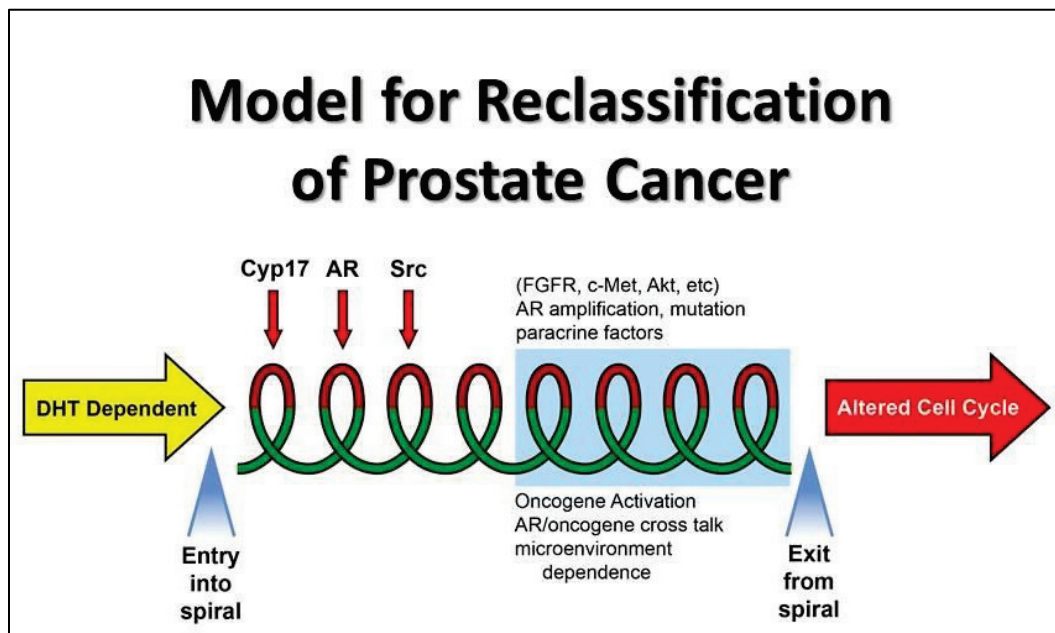 Model for Reclassification
of Prostate Cancer
Cyp17 AR Src
(FGFR, c-Met, Akt, etc)
AR amplification, mutation
paracrine factors
DHT Dependent
Altered Cell Cycle
Entry
into
spiral
Oncogene Activation
AR/oncogene cross talk
microenvironment
dependence
Exit
from
spiral